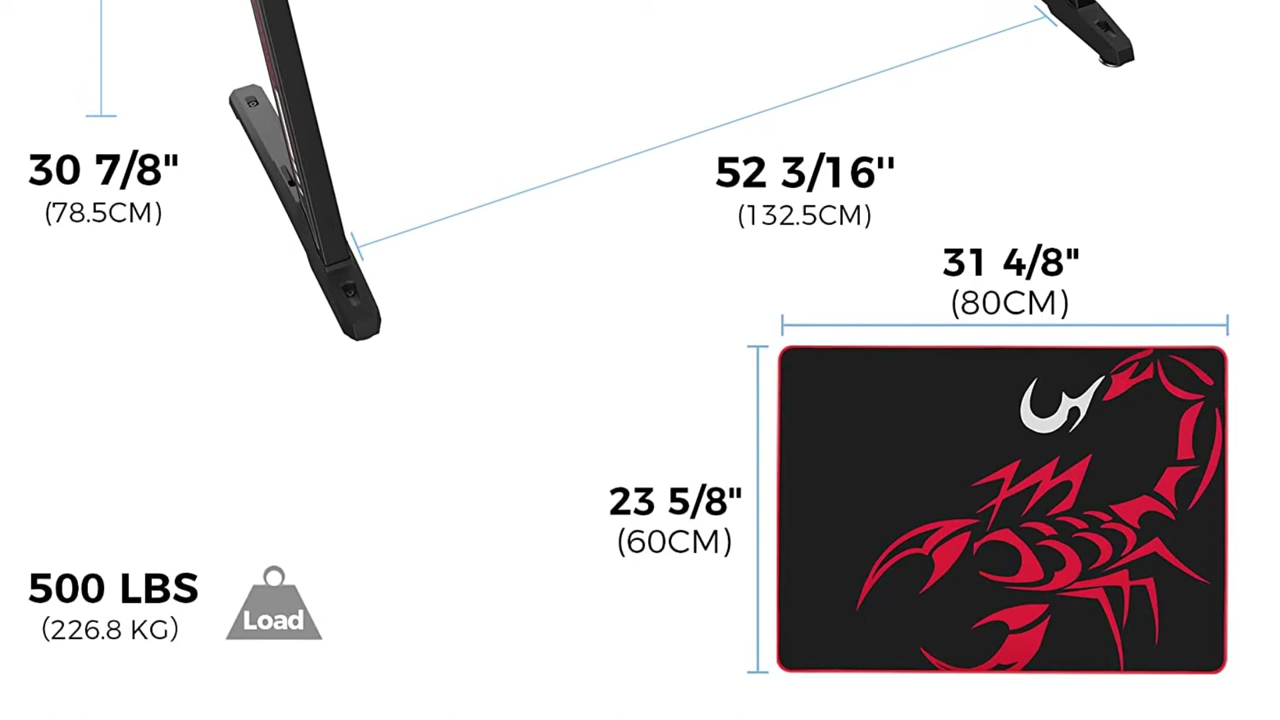 30 7/8"
(78.5CM)
52 3/16''
(132.5CM)
31 4/8"
(80CM)
23 5/8"
(60CM)
500 LBS
(226.8 KG)
Load